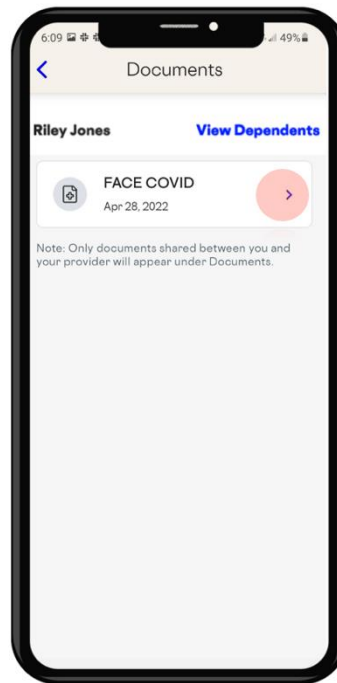 6:09 49%
Documents
Riley Jones View Dependents
FACE COVID
Apr 28, 2022
Note: Only documents shared between you and
your provider will appear under Documents.